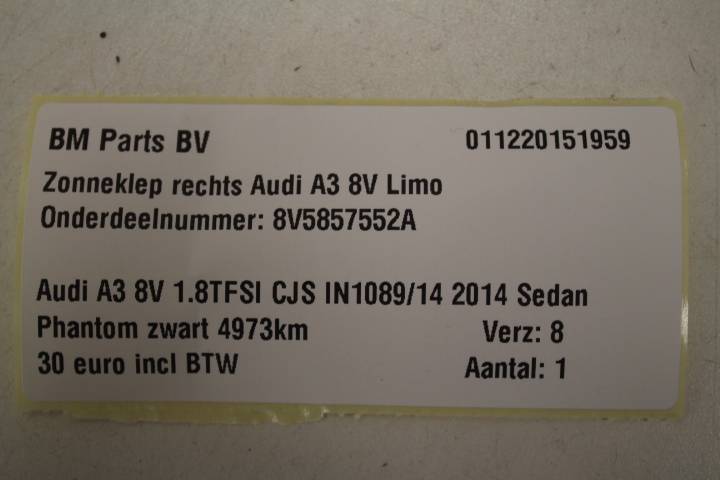 BM Parts BV 011220151959
Zonneklep rechts Audi A3 8V Limo
Onderdeelnummer: 8V5857552A
Audi A3 8V 1.8TFSI CJS IN1089/14 2014 Sedan
Phantom zwart 4973km Verz: 8
30 euro incl BTW Aantal: 1